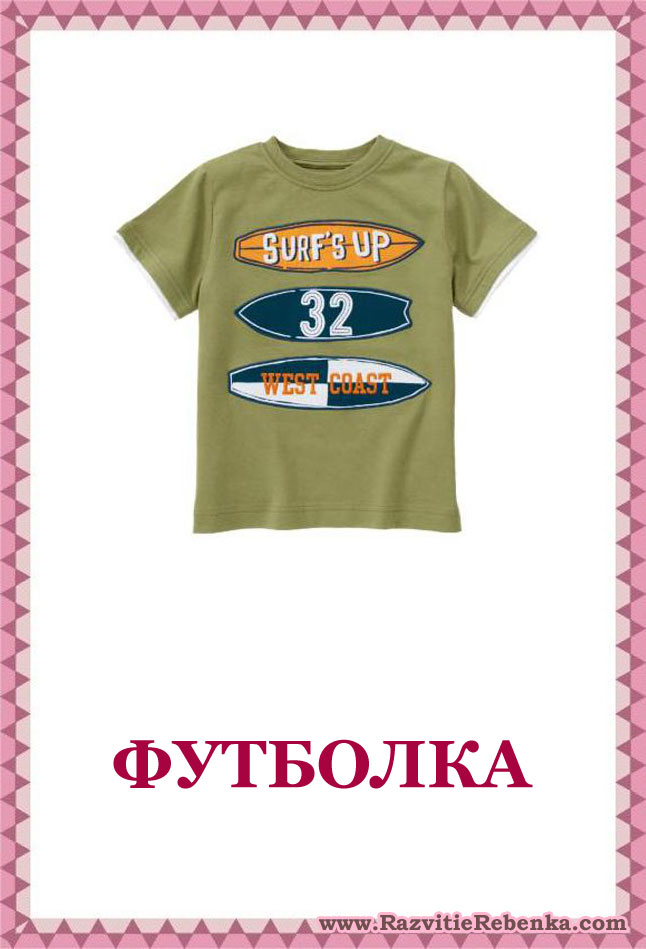 SURF'S UP
32
WEST COAST
ФУТБОЛКА
www.RazvitieRebenka.com